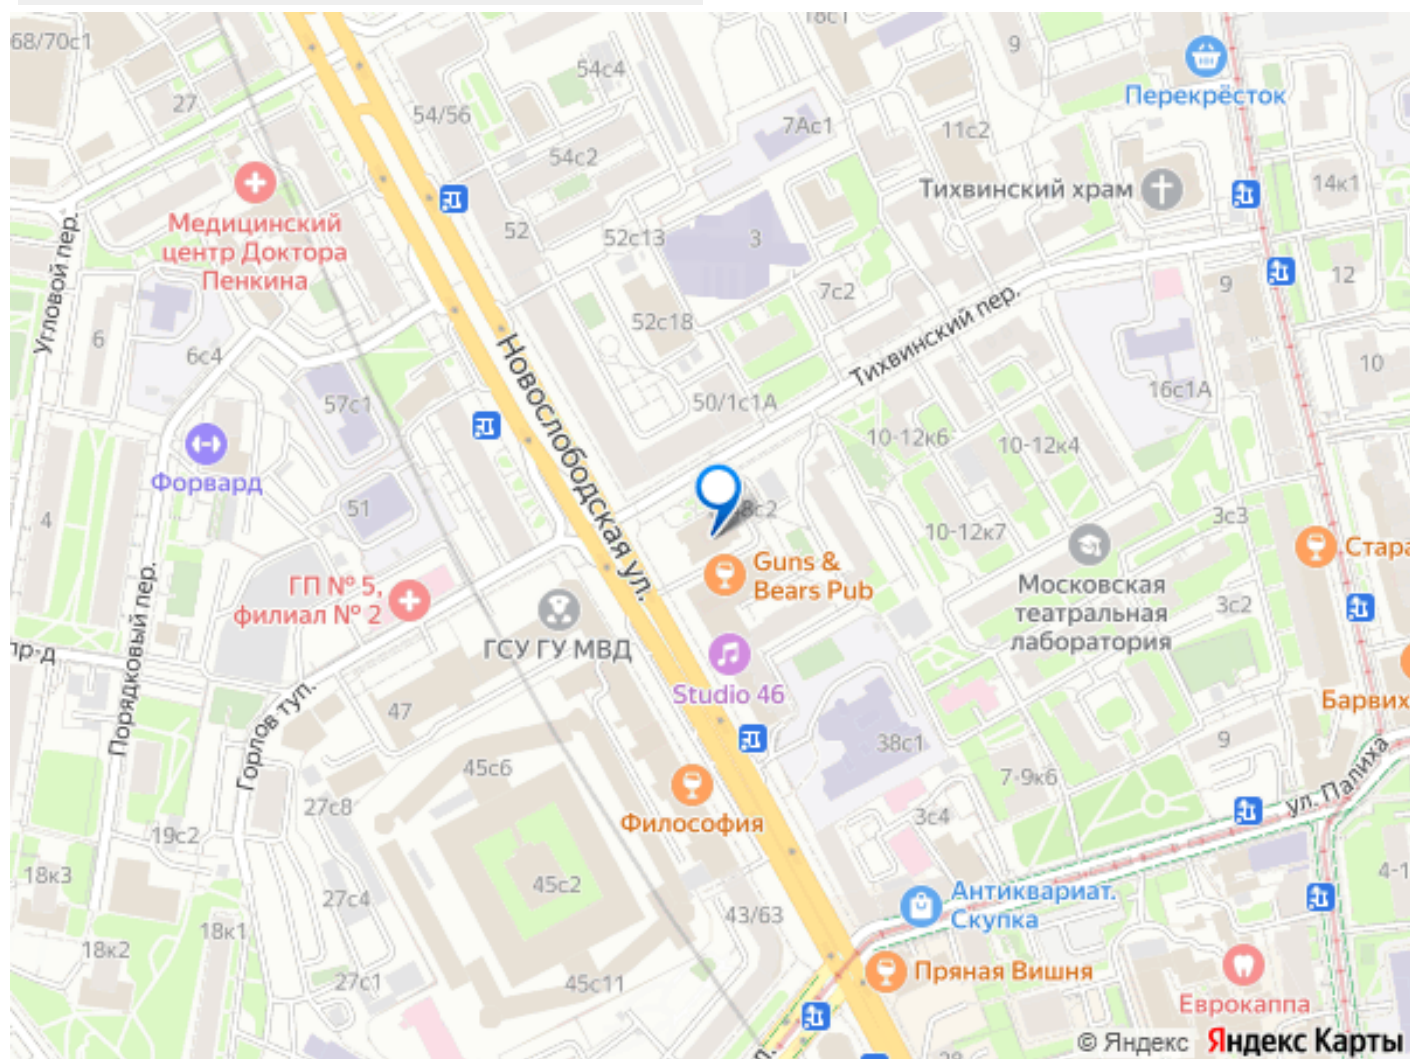 68/70с1
18с1
9
54с4
Перекрёсток
27
54/56
7Ас1
11с2
54с2
Тихвинский храм
14к1
Медицинский
центр Доктора
Пенкина
52
52с13
3
Угловой пер.
7с2
9
12
6
6с4
52с18
Тихвинский пер.
10
57с1
Новослободская ул.
50/1с1А
16с1А
10-12к6
10-12к4
Форвард
51
4
8с2
10-12к7
3с3
Стара
Guns &
Bears Pub
ГП № 5,
филиал № 2
Московская
театральная
лаборатория
3с2
ГСУ ГУ МВД
пр-д
Порядковый пер.
Studio 46
Горлов туп.
47
Барвих
38с1
9
45с6
7-9к6
ул. Палиха
27с8
Философия
3с4
19с2
18к3
45с2
27с4
Антиквариат.
Скупка
4-1
43/63
18к1
18к2
27с1
45с11
Пряная Вишня
Еврокаппа
© Яндекс Яндекс Карты